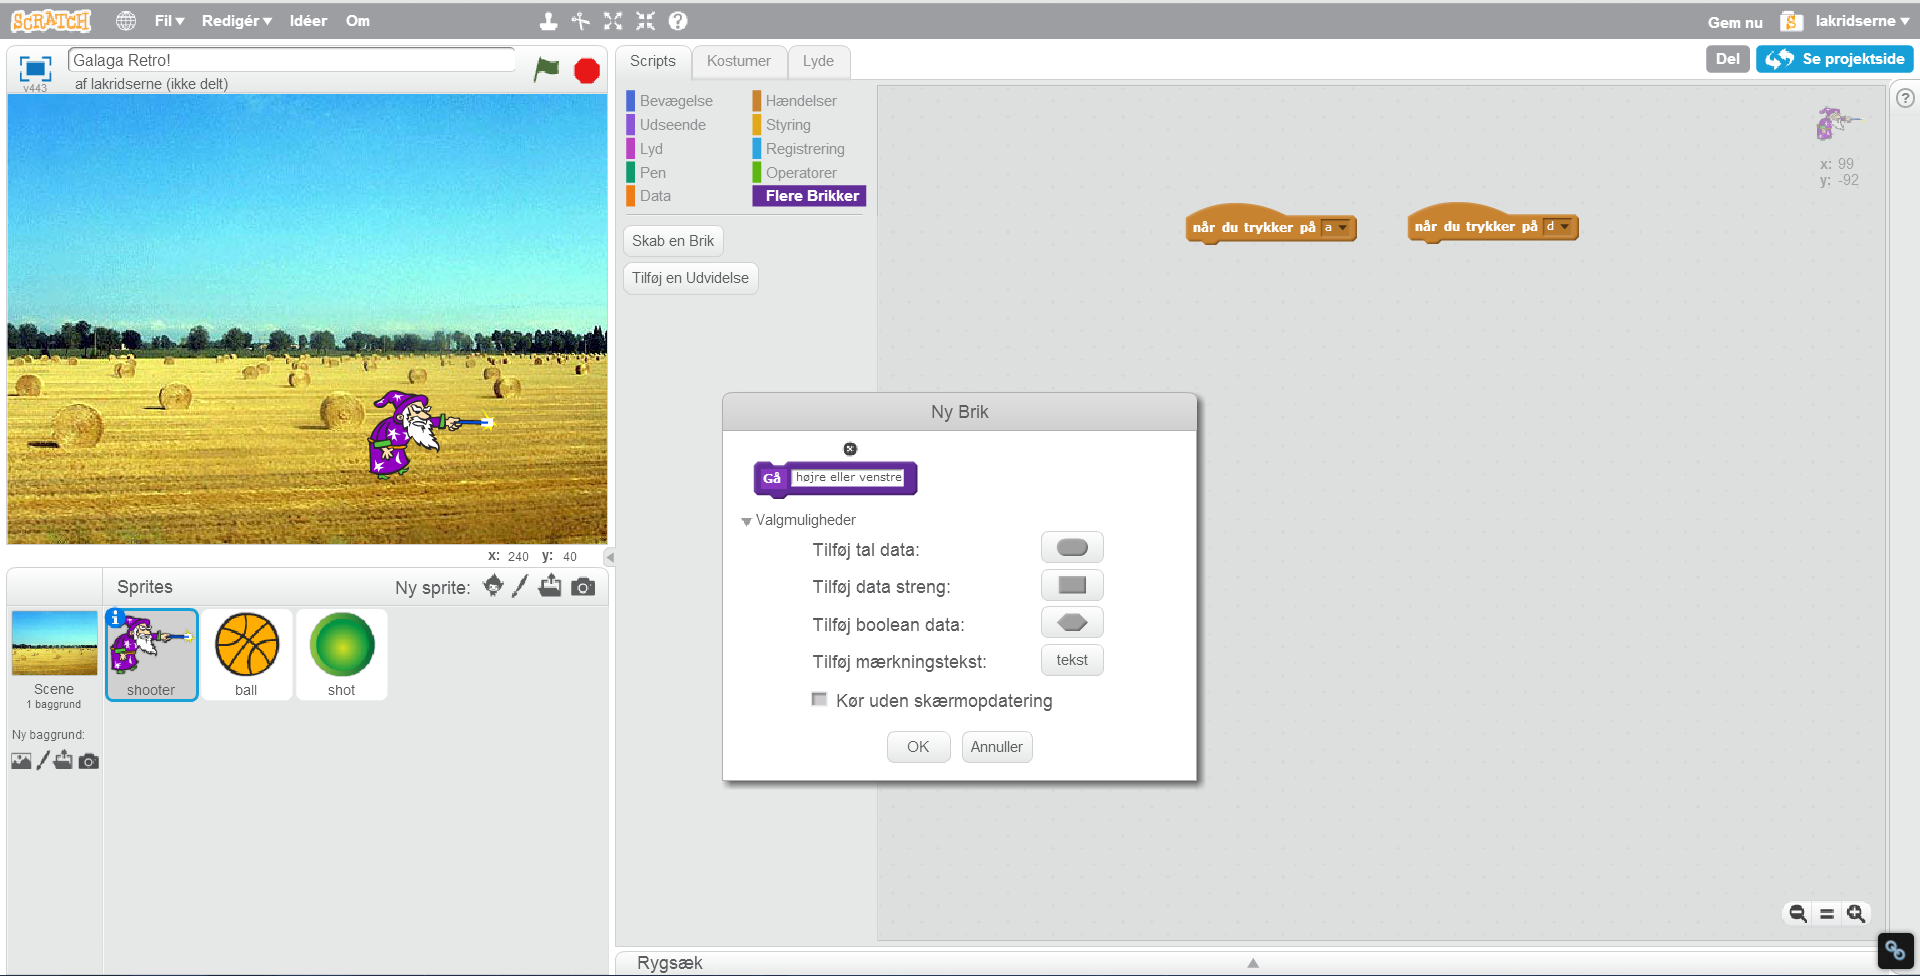 SCRATCH Fil Redigér Idéer Om Gem nu lakridserne
Galaga Retro!
v443
af lakridserne (ikke delt)
Scripts Kostumer Lyde Del Se projektside
Bevægelse Hændelser
Udseende Styring
Lyd Registrering
Pen Operatorer
Data Flere Brikker
Skab en Brik
Tilføj en Udvidelse
x: 99
y: -92
når du trykker på a
når du trykker på d
Ny Brik
Gå højre eller venstre
Valgmuligheder
Tilføj tal data:
Tilføj data streng:
Tilføj boolean data:
Tilføj mærkningstekst: tekst
Kør uden skærmopdatering
OK Annuller
x: 240 y: 40
Sprites Ny sprite:
shooter ball shot
Scene
1 baggrund
Ny baggrund:
Rygsæk